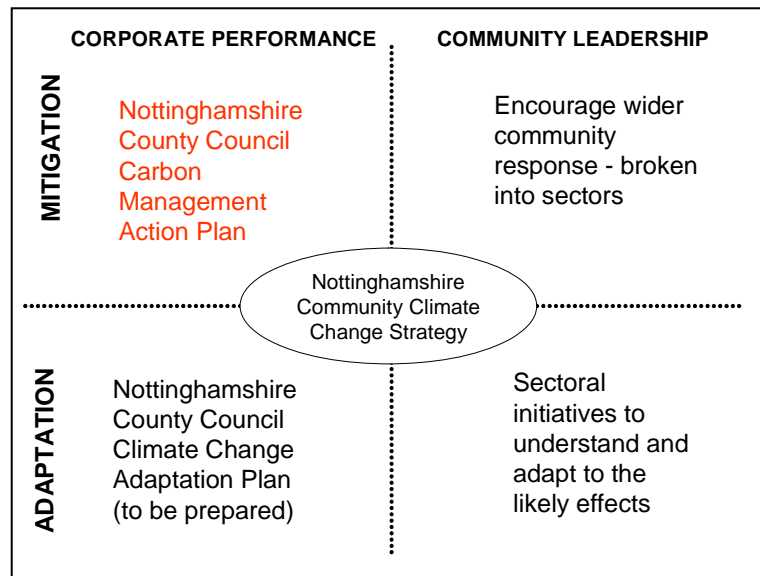 CORPORATE PERFORMANCE
COMMUNITY LEADERSHIP
MITIGATION
Nottinghamshire
County Council
Carbon
Management
Action Plan
Encourage wider
community
response - broken
into sectors
Nottinghamshire
Community Climate
Change Strategy
ADAPTATION
Nottinghamshire
County Council
Climate Change
Adaptation Plan
(to be prepared)
Sectoral
initiatives to
understand and
adapt to the
likely effects